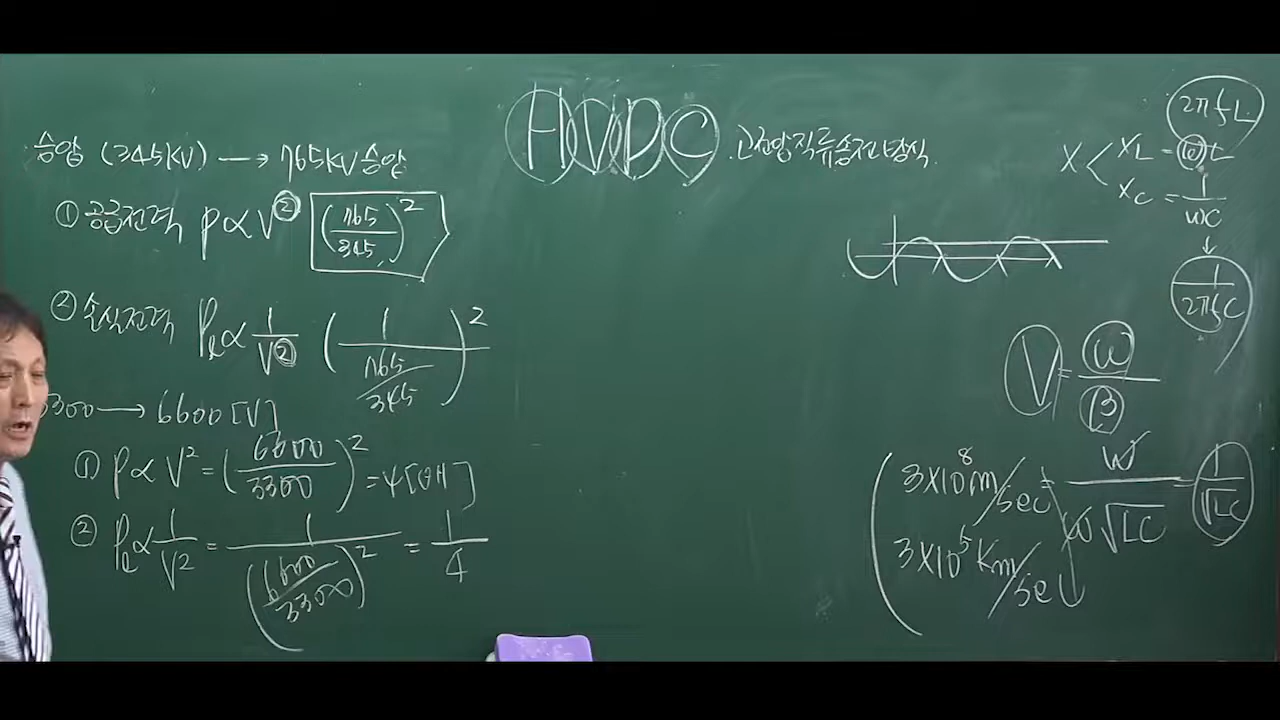 승압 (345KV) → 765KV 승압
① 공급전력 P∝V² (765/345)²
② 손실전력 Pℓ∝1/V² (1/(765/345))²
3300 → 6600[V]
① P∝V² = (6600/3300)² = 4[배]
② Pℓ∝1/V² = 1/(6600/3300)² = 1/4
HVDC 고전압직류송전방식.
2πfL
X < XL = ωL
XC = 1/ωC
↓
1/2πfC
V = ω/β
3×10⁸m/sec = ω/ω√LC = 1/√LC
3×10⁵Km/sec